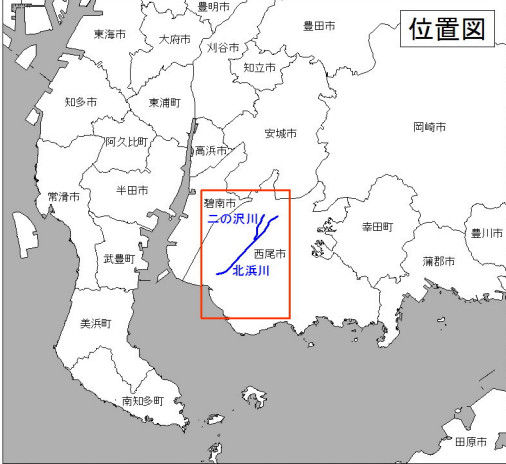 豊明市
豊田市
位置図
東海市
大府市
刈谷市
知立市
知多市
東浦町
安城市
岡崎市
阿久比町
高浜市
常滑市
半田市
碧南市
二の沢川
幸田町
豊川市
武豊町
西尾市
蒲郡市
北浜川
美浜町
南知多町
田原市